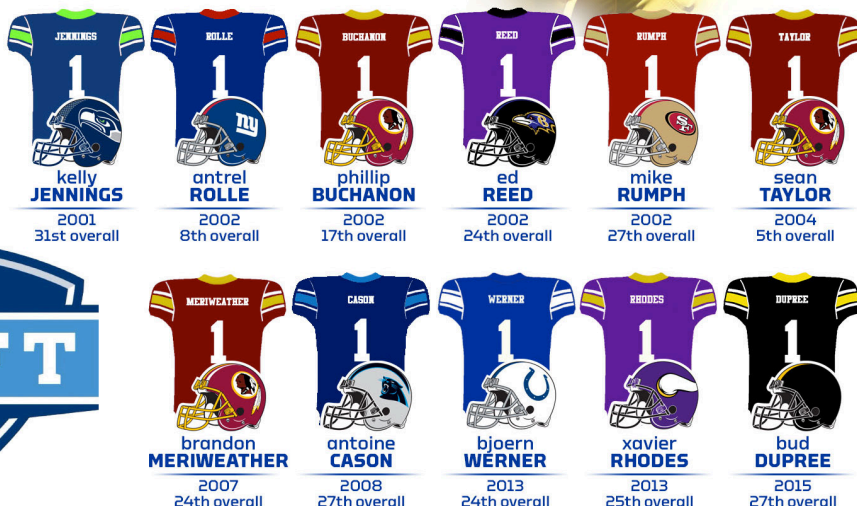 JENNINGS ROLLE BUCHANON REED RUMPH TAYLOR
1 1 1 1 1 1
ny SF
kelly antrel phillip ed mike sean
JENNINGS ROLLE BUCHANON REED RUMPH TAYLOR
2001 2002 2002 2002 2002 2004
31st overall 8th overall 17th overall 24th overall 27th overall 5th overall
MERIWEATHER CASON WERNER RHODES DUPREE
1 1 1 1 1
FT
brandon antoine bjoern xavier bud
MERIWEATHER CASON WERNER RHODES DUPREE
2007 2008 2013 2013 2015
24th overall 27th overall 24th overall 25th overall 27th overall